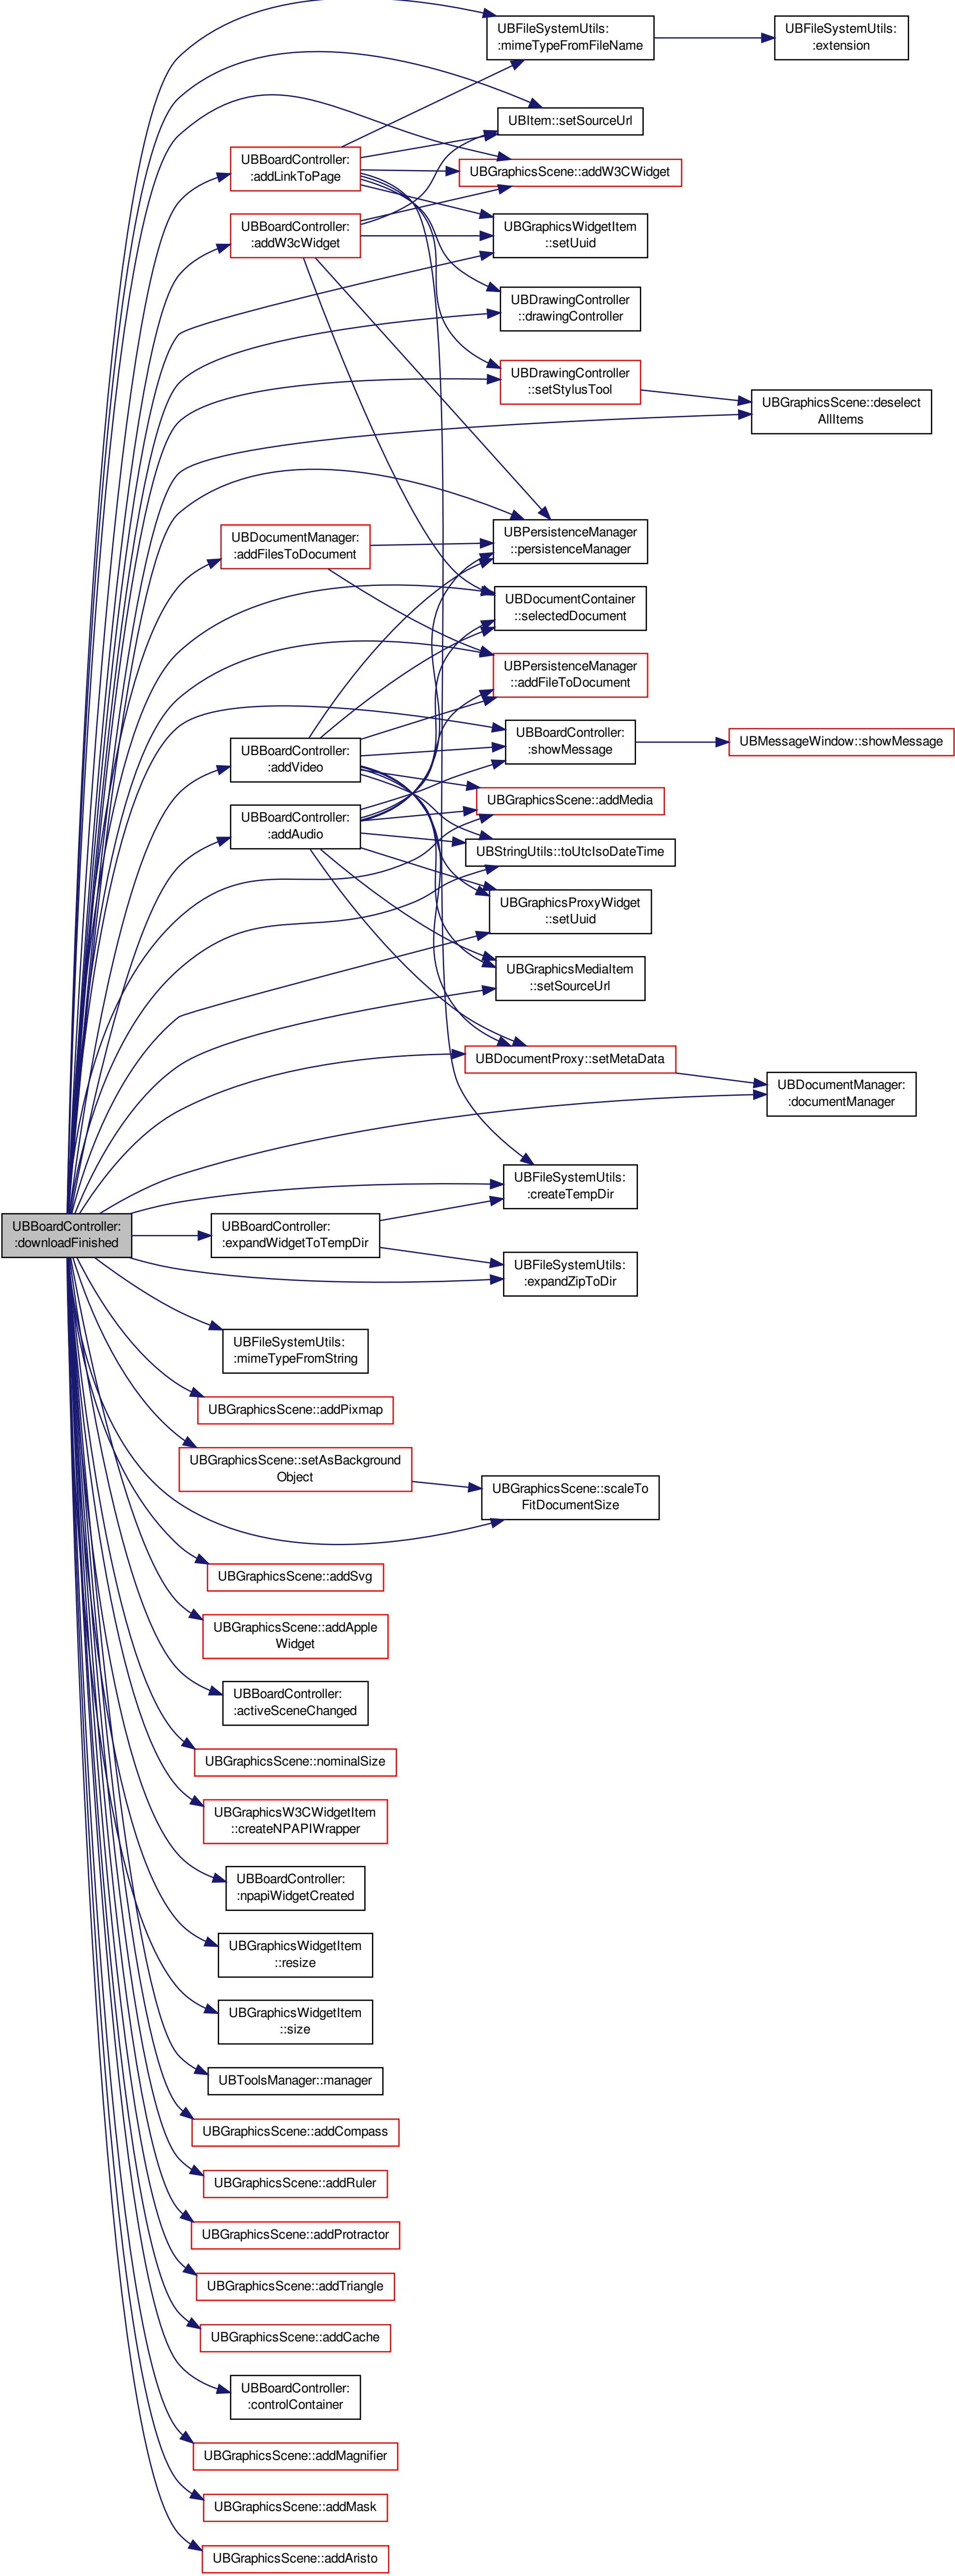 UBFileSystemUtils:
:mimeTypeFromFileName
UBFileSystemUtils:
:extension
UBItem::setSourceUrl
UBBoardController:
:addLinkToPage
UBGraphicsScene::addW3CWidget
UBBoardController:
:addW3cWidget
UBGraphicsWidgetItem
::setUuid
UBDrawingController
::drawingController
UBDrawingController
::setStylusTool
UBGraphicsScene::deselect
AllItems
UBPersistenceManager
::persistenceManager
UBDocumentManager:
:addFilesToDocument
UBDocumentContainer
::selectedDocument
UBPersistenceManager
::addFileToDocument
UBBoardController:
:showMessage
UBMessageWindow::showMessage
UBBoardController:
:addVideo
UBGraphicsScene::addMedia
UBBoardController:
:addAudio
UBStringUtils::toUtcIsoDateTime
UBGraphicsProxyWidget
::setUuid
UBGraphicsMediaItem
::setSourceUrl
UBDocumentProxy::setMetaData
UBDocumentManager:
:documentManager
UBFileSystemUtils:
:createTempDir
UBBoardController:
:downloadFinished
UBBoardController:
:expandWidgetToTempDir
UBFileSystemUtils:
:expandZipToDir
UBFileSystemUtils:
:mimeTypeFromString
UBGraphicsScene::addPixmap
UBGraphicsScene::setAsBackground
Object
UBGraphicsScene::scaleTo
FitDocumentSize
UBGraphicsScene::addSvg
UBGraphicsScene::addApple
Widget
UBBoardController:
:activeSceneChanged
UBGraphicsScene::nominalSize
UBGraphicsW3CWidgetItem
::createNPAPIWrapper
UBBoardController:
:npapiWidgetCreated
UBGraphicsWidgetItem
::resize
UBGraphicsWidgetItem
::size
UBToolsManager::manager
UBGraphicsScene::addCompass
UBGraphicsScene::addRuler
UBGraphicsScene::addProtractor
UBGraphicsScene::addTriangle
UBGraphicsScene::addCache
UBBoardController:
:controlContainer
UBGraphicsScene::addMagnifier
UBGraphicsScene::addMask
UBGraphicsScene::addAristo